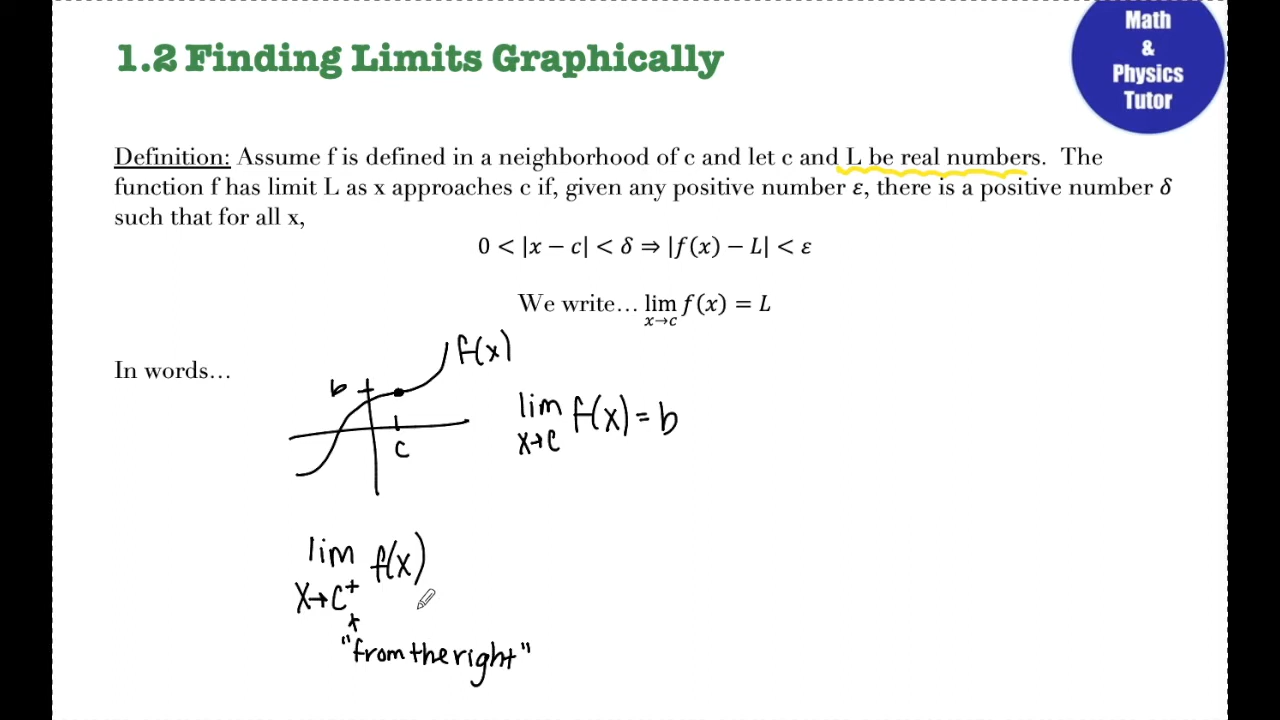 Math
&
Physics
Tutor
1.2 Finding Limits Graphically
Definition: Assume f is defined in a neighborhood of c and let c and L be real numbers. The
function f has limit L as x approaches c if, given any positive number ε, there is a positive number δ
such that for all x,
0 < |x − c| < δ ⇒ |f(x) − L| < ε
We write… lim f(x) = L
x→c
In words…
f(x)
b
c
lim f(x) = b
x→c
lim f(x)
x→c+
"from the right"